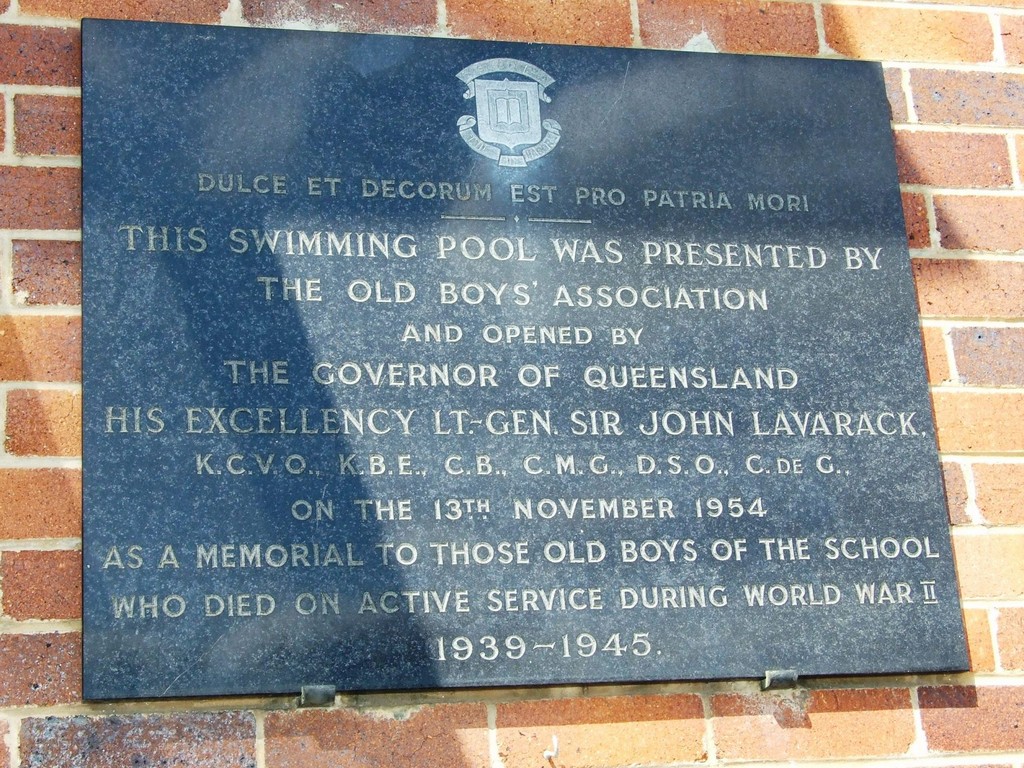 DULCE ET DECORUM EST PRO PATRIA MORI
THIS SWIMMING POOL WAS PRESENTED BY
THE OLD BOYS' ASSOCIATION
AND OPENED BY
THE GOVERNOR OF QUEENSLAND
HIS EXCELLENCY LT.-GEN. SIR JOHN LAVARACK,
K.C.V.O., K.B.E., C.B., C.M.G., D.S.O., C. DE G.,
ON THE 13TH NOVEMBER 1954
AS A MEMORIAL TO THOSE OLD BOYS OF THE SCHOOL
WHO DIED ON ACTIVE SERVICE DURING WORLD WAR II
1939-1945.